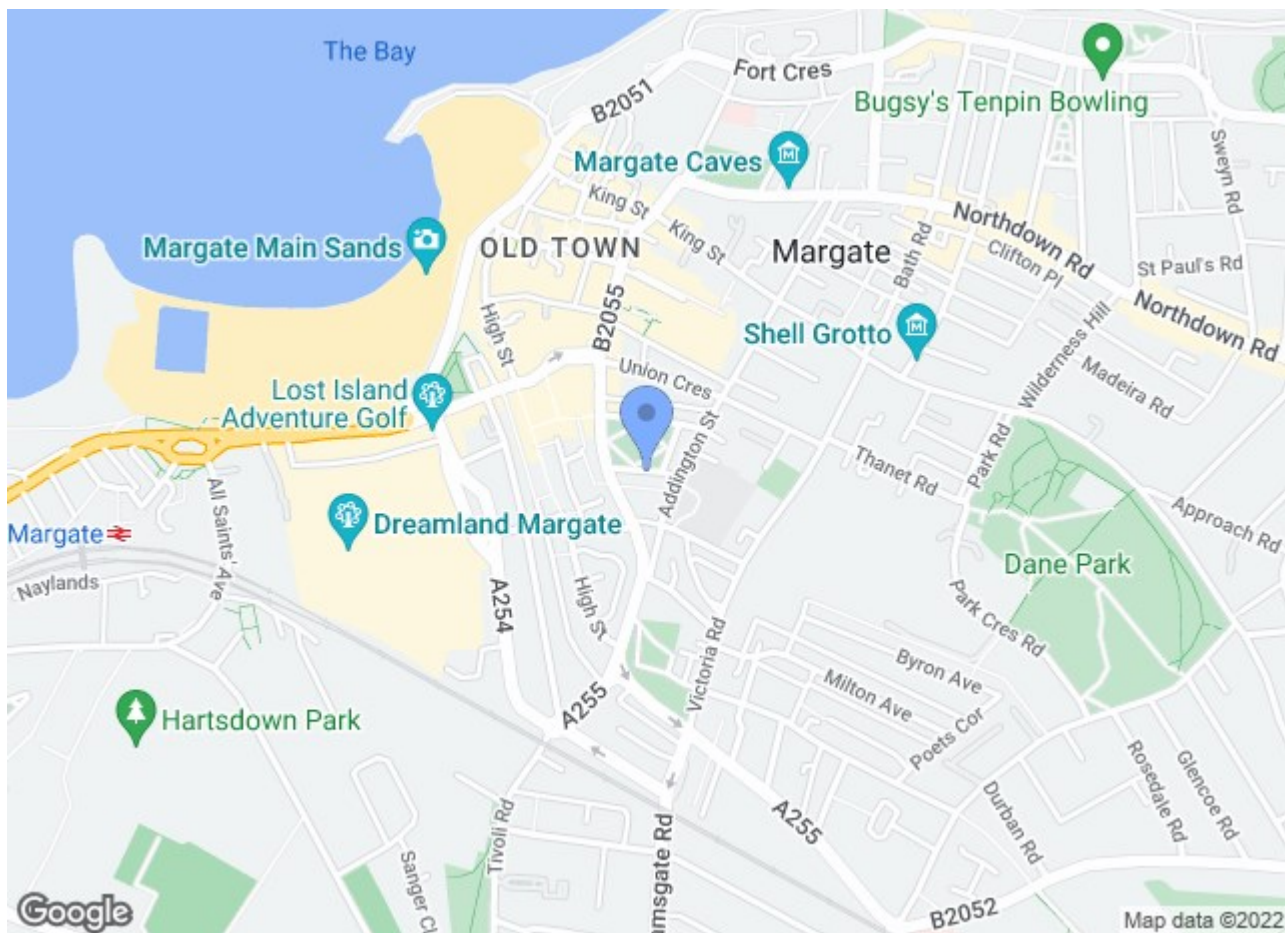 The Bay
Fort Cres
B2051
Bugsy's Tenpin Bowling
Sweyn Rd
Margate Caves
King St
King St
Northdown Rd
Margate Main Sands
OLD TOWN
Margate
Bath Rd
Clifton Pl
St Paul's Rd
Northdown Rd
High St
B2055
Shell Grotto
Wilderness Hill
Madeira Rd
Union Cres
Lost Island
Adventure Golf
Addington St
Thanet Rd
Park Rd
Approach Rd
All Saints' Ave
Dreamland Margate
Margate
Naylands
Dane Park
A254
High St
Park Cres Rd
Victoria Rd
Byron Ave
Milton Ave
Poets Cor
Hartsdown Park
A255
Rosedale Rd
Glencoe Rd
Tivoli Rd
A255
Durban Rd
Sanger Cl
amsgate Rd
B2052
Google
Map data ©2022